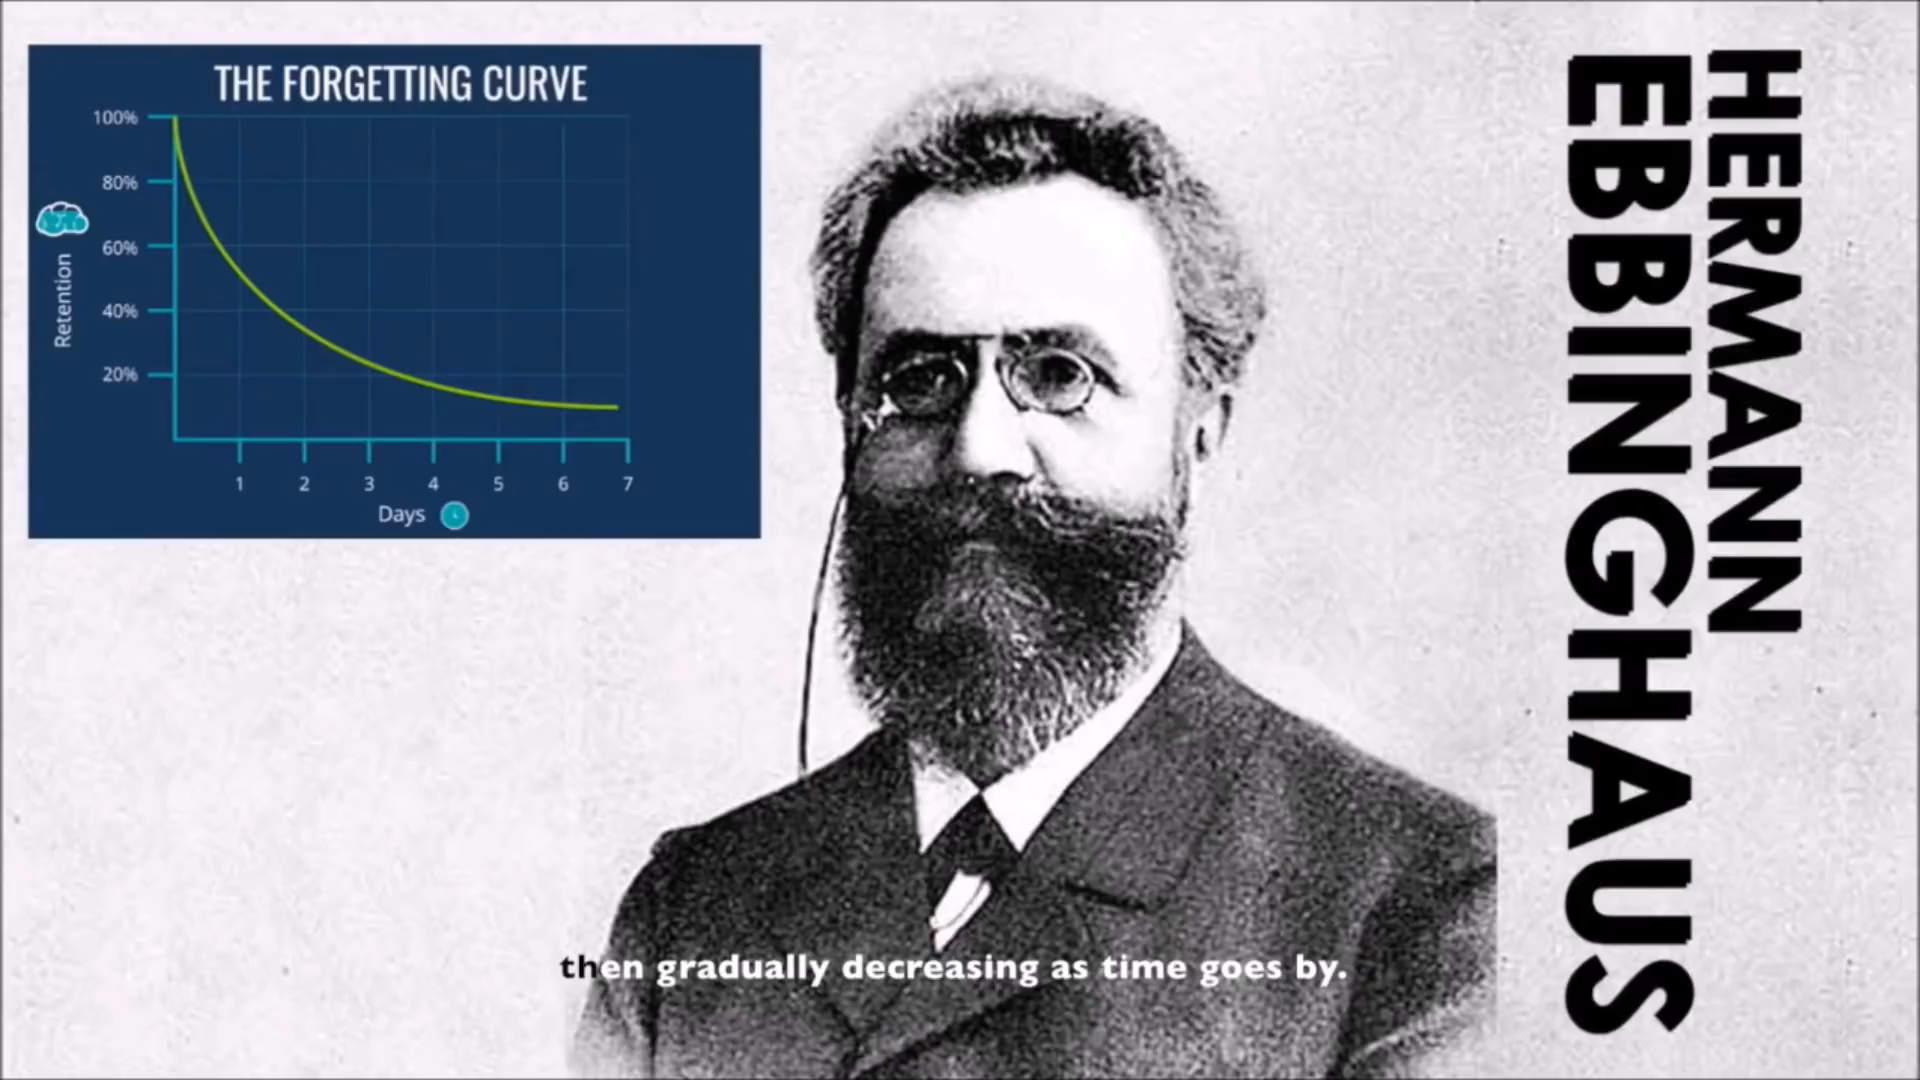 THE FORGETTING CURVE
100%
80%
60%
40%
20%
Retention
1 2 3 4 5 6 7
Days
HERMANN
EBBINGHAUS
then gradually decreasing as time goes by.